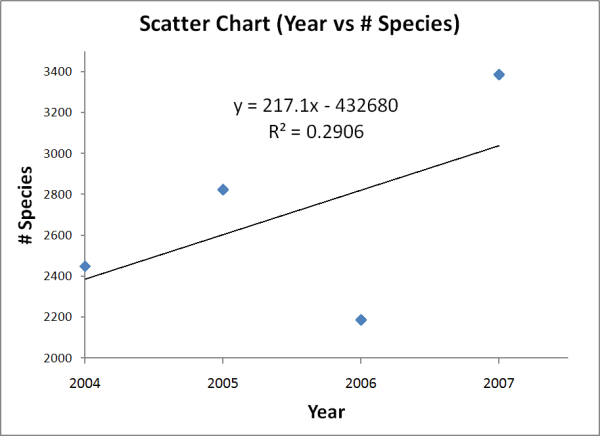 Scatter Chart (Year vs # Species)
3400
3200
3000
2800
2600
2400
2200
2000
# Species
y = 217.1x - 432680
R² = 0.2906
2004 2005 2006 2007
Year